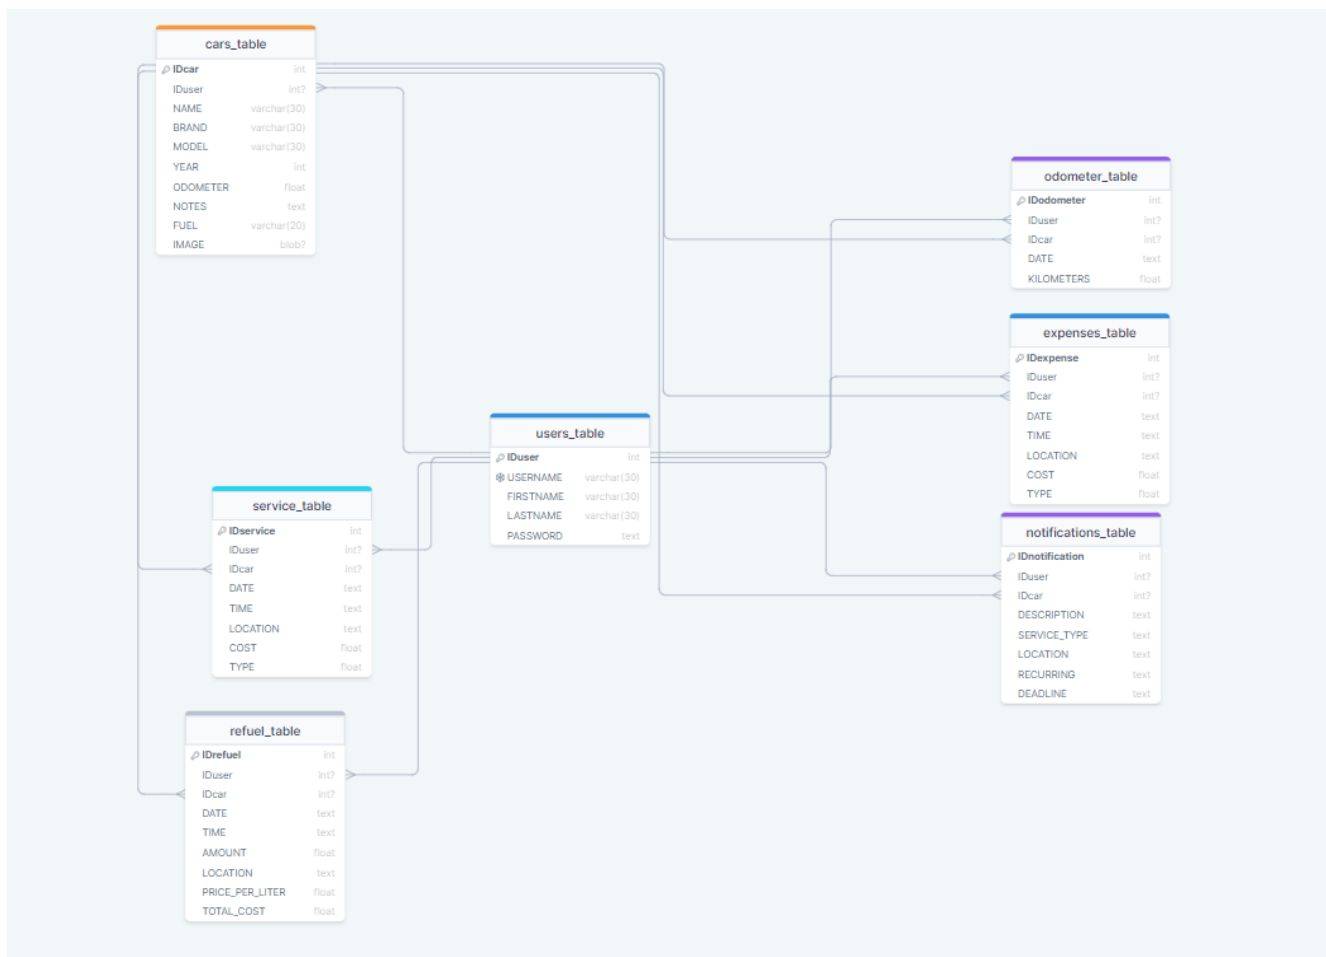 cars_table
IDcar int
IDuser int?
NAME varchar(30)
BRAND varchar(30)
MODEL varchar(30)
YEAR int
ODOMETER float
NOTES text
FUEL varchar(20)
IMAGE blob?
odometer_table
IDodometer int
IDuser int?
IDcar int?
DATE text
KILOMETERS float
expenses_table
IDexpense int
IDuser int?
IDcar int?
DATE text
TIME text
LOCATION text
COST float
TYPE float
users_table
IDuser int
USERNAME varchar(30)
FIRSTNAME varchar(30)
LASTNAME varchar(30)
PASSWORD text
service_table
IDservice int
IDuser int?
IDcar int?
DATE text
TIME text
LOCATION text
COST float
TYPE float
notifications_table
IDnotification int
IDuser int?
IDcar int?
DESCRIPTION text
SERVICE_TYPE text
LOCATION text
RECURRING text
DEADLINE text
refuel_table
IDrefuel int
IDuser int?
IDcar int?
DATE text
TIME text
AMOUNT float
LOCATION text
PRICE_PER_LITER float
TOTAL_COST float